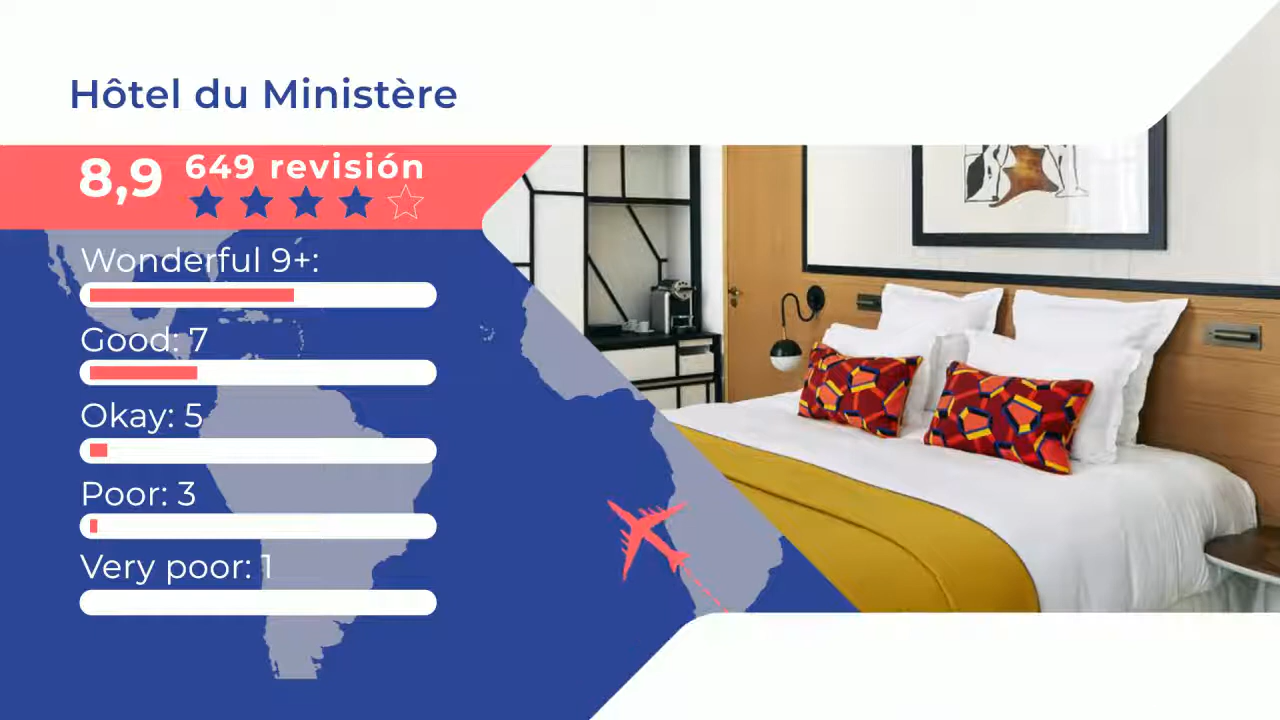 Hôtel du Ministère
8,9
649 revisión
Wonderful 9+:
Good: 7
Okay: 5
Poor: 3
Very poor: 1